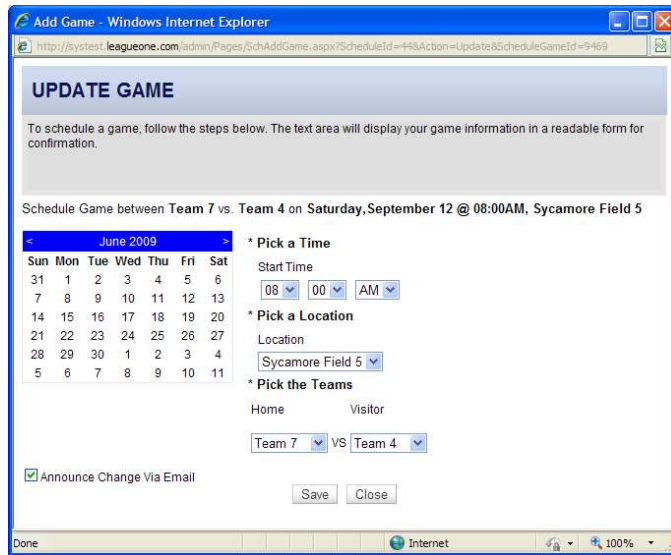 Add Game - Windows Internet Explorer
http://systest.leagueone.com/admin/Pages/SchAddGame.aspx?ScheduleId=44&Action=Update&ScheduleGameId=9469
UPDATE GAME
To schedule a game, follow the steps below. The text area will display your game information in a readable form for
confirmation.
Schedule Game between Team 7 vs. Team 4 on Saturday,September 12 @ 08:00AM, Sycamore Field 5
< June 2009 >
Sun Mon Tue Wed Thu Fri Sat
31 1 2 3 4 5 6
7 8 9 10 11 12 13
14 15 16 17 18 19 20
21 22 23 24 25 26 27
28 29 30 1 2 3 4
5 6 7 8 9 10 11
* Pick a Time
Start Time
08 00 AM
* Pick a Location
Location
Sycamore Field 5
* Pick the Teams
Home Visitor
Team 7 VS Team 4
Announce Change Via Email
Save Close
Done Internet 100%